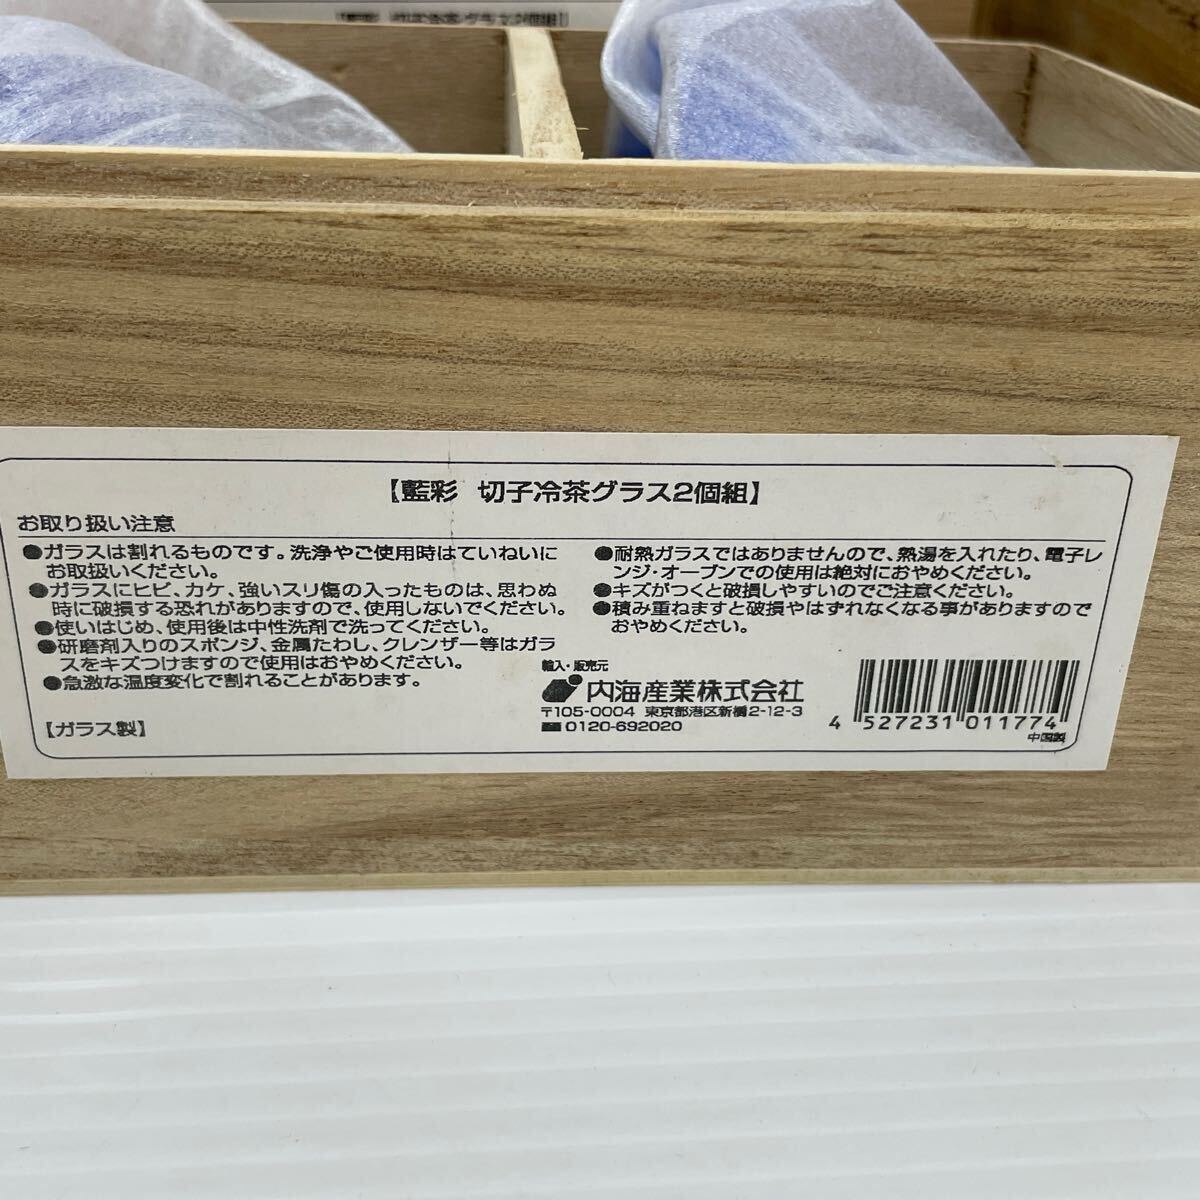 【藍彩 切子冷茶グラス2個組】
【藍彩 切子冷茶グラス2個組】
お取り扱い注意
●ガラスは割れるものです。洗浄やご使用時はていねいに
お取扱いください。
●ガラスにヒビ、カケ、強いスリ傷の入ったものは、思わぬ
時に破損する恐れがありますので、使用しないでください。
●使いはじめ、使用後は中性洗剤で洗ってください。
●研磨剤入りのスポンジ、金属たわし、クレンザー等はガラ
スをキズつけますので使用はおやめください。
●急激な温度変化で割れることがあります。
【ガラス製】
●耐熱ガラスではありませんので、熱湯を入れたり、電子レ
ンジ・オーブンでの使用は絶対におやめください。
●キズがつくと破損しやすいのでご注意ください。
●積み重ねますと破損やはずれなくなる事がありますので
おやめください。
輸入・販売元
内海産業株式会社
〒105-0004 東京都港区新橋2-12-3
0120-692020
4 527231 011774
中国製